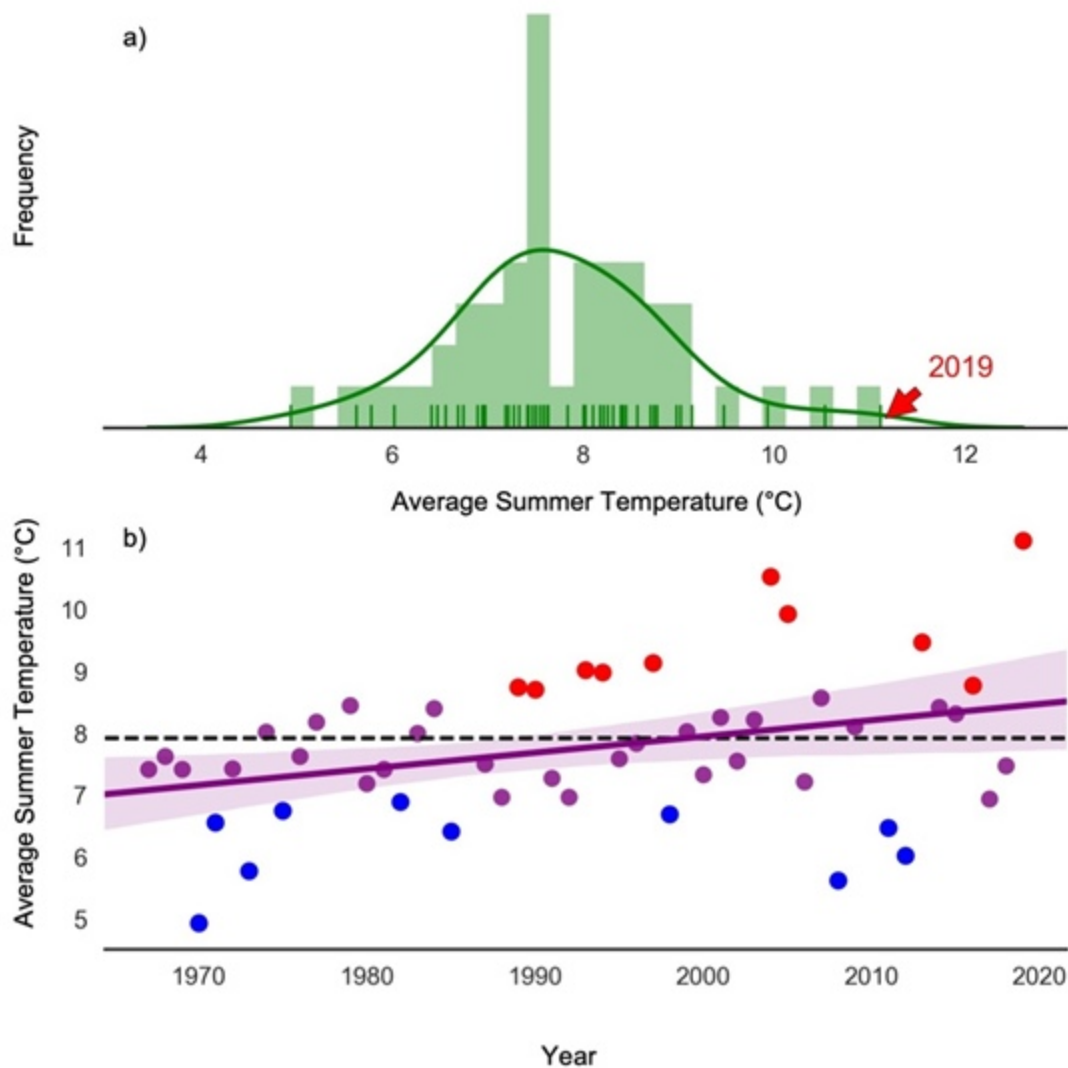 a)
Frequency
2019
4 6 8 10 12
Average Summer Temperature (°C)
b)
Average Summer Temperature (°C)
11
10
9
8
7
6
5
1970 1980 1990 2000 2010 2020
Year